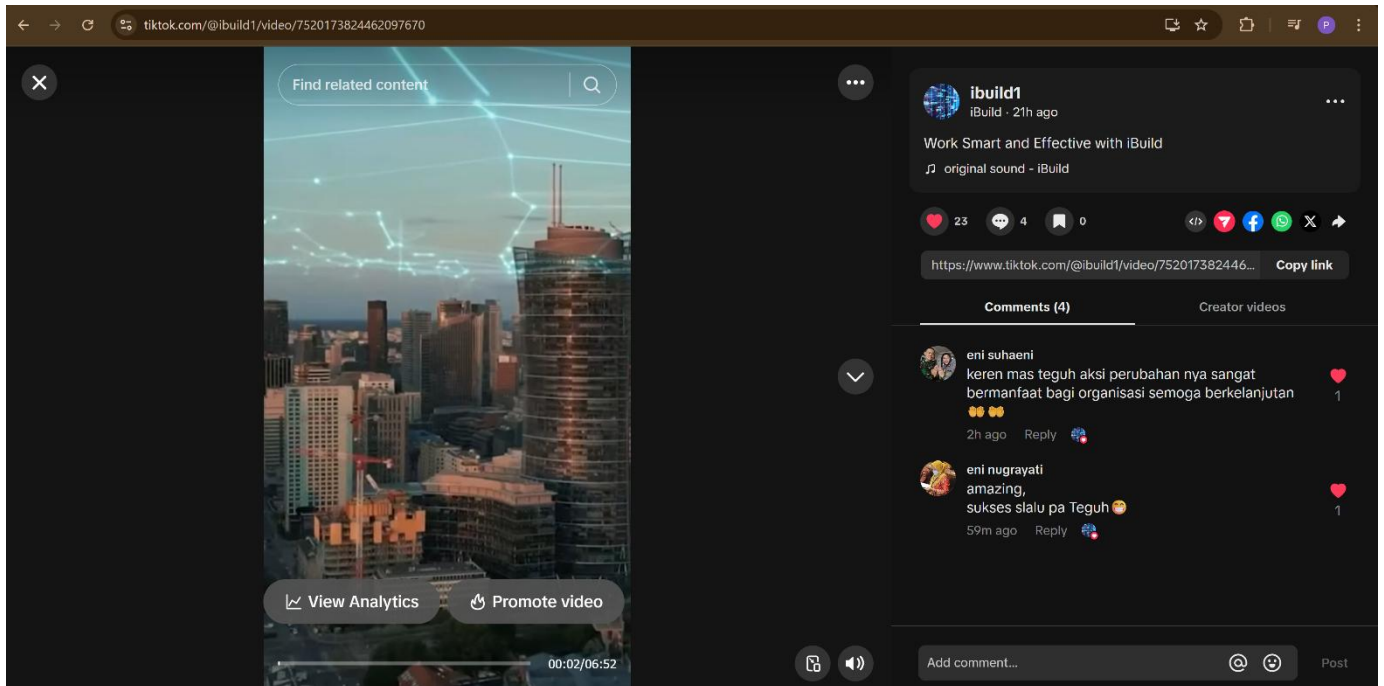 tiktok.com/@ibuild1/video/7520173824462097670
P
Find related content
View Analytics
Promote video
00:02/06:52
ibuild1
iBuild · 21h ago
Work Smart and Effective with iBuild
original sound - iBuild
23
4
0
https://www.tiktok.com/@ibuild1/video/752017382446...
Copy link
Comments (4)
Creator videos
eni suhaeni
keren mas teguh aksi perubahan nya sangat
bermanfaat bagi organisasi semoga berkelanjutan
👐👐
1
2h ago Reply
eni nugrayati
amazing,
sukses slalu pa Teguh😁
1
59m ago Reply
Add comment...
Post